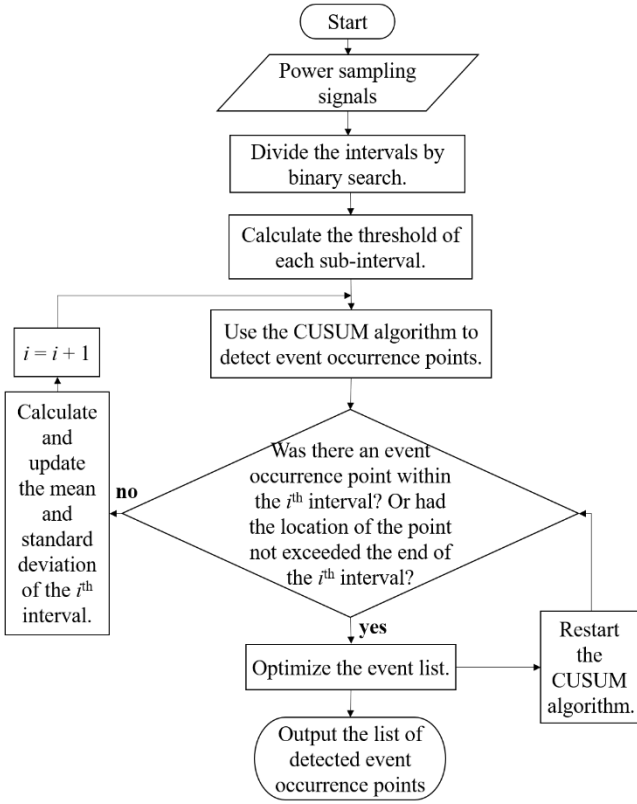 Start
Power sampling
signals
Divide the intervals by
binary search.
Calculate the threshold of
each sub-interval.
Use the CUSUM algorithm to
detect event occurrence points.
i = i + 1
Calculate
and
update
the mean
and
standard
deviation
of the ith
interval.
no
Was there an event
occurrence point within
the ith interval? Or had
the location of the point
not exceeded the end of
the ith interval?
yes
Optimize the event list.
Restart
the
CUSUM
algorithm.
Output the list of
detected event
occurrence points